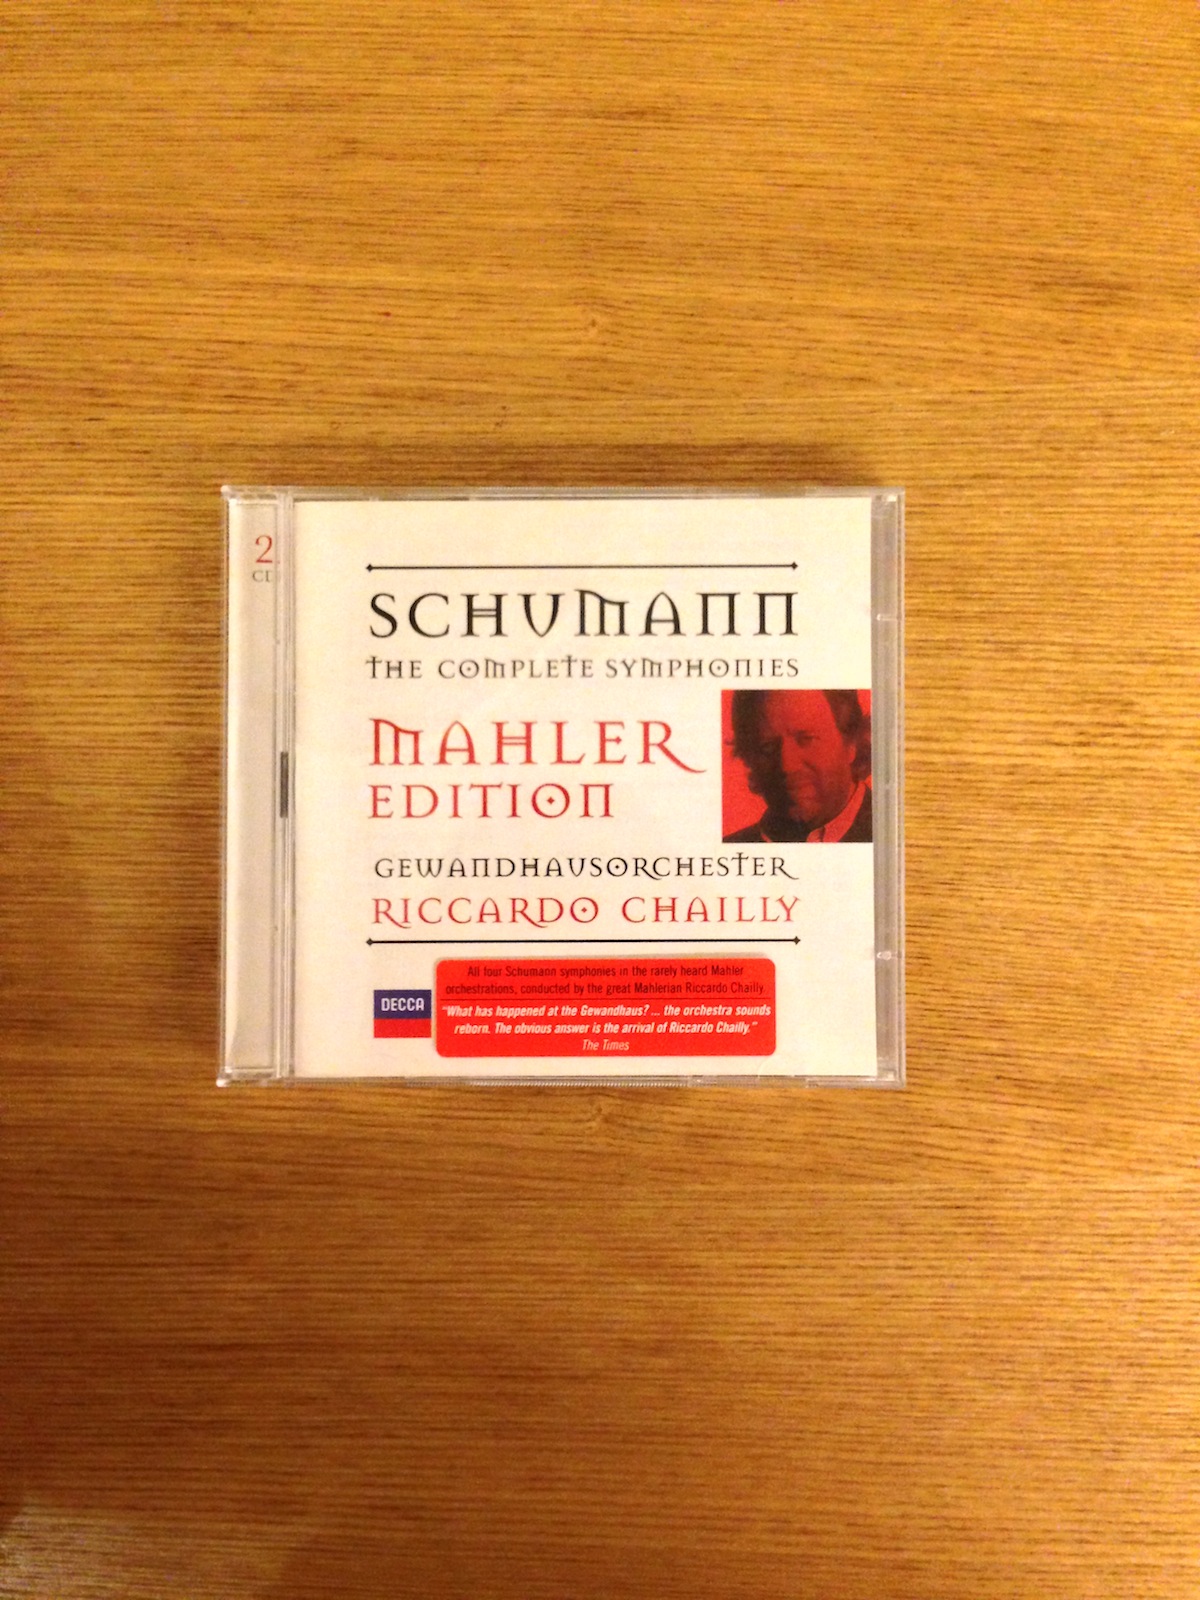 2
CD
SCHUMANN
THE COMPLETE SYMPHONIES
MAHLER
EDITION
GEWANDHAUSORCHESTER
RICCARDO CHAILLY
DECCA
All four Schumann symphonies in the rarely heard Mahler
orchestrations, conducted by the great Mahlerian Riccardo Chailly.
"What has happened at the Gewandhaus? ... the orchestra sounds
reborn. The obvious answer is the arrival of Riccardo Chailly."
The Times